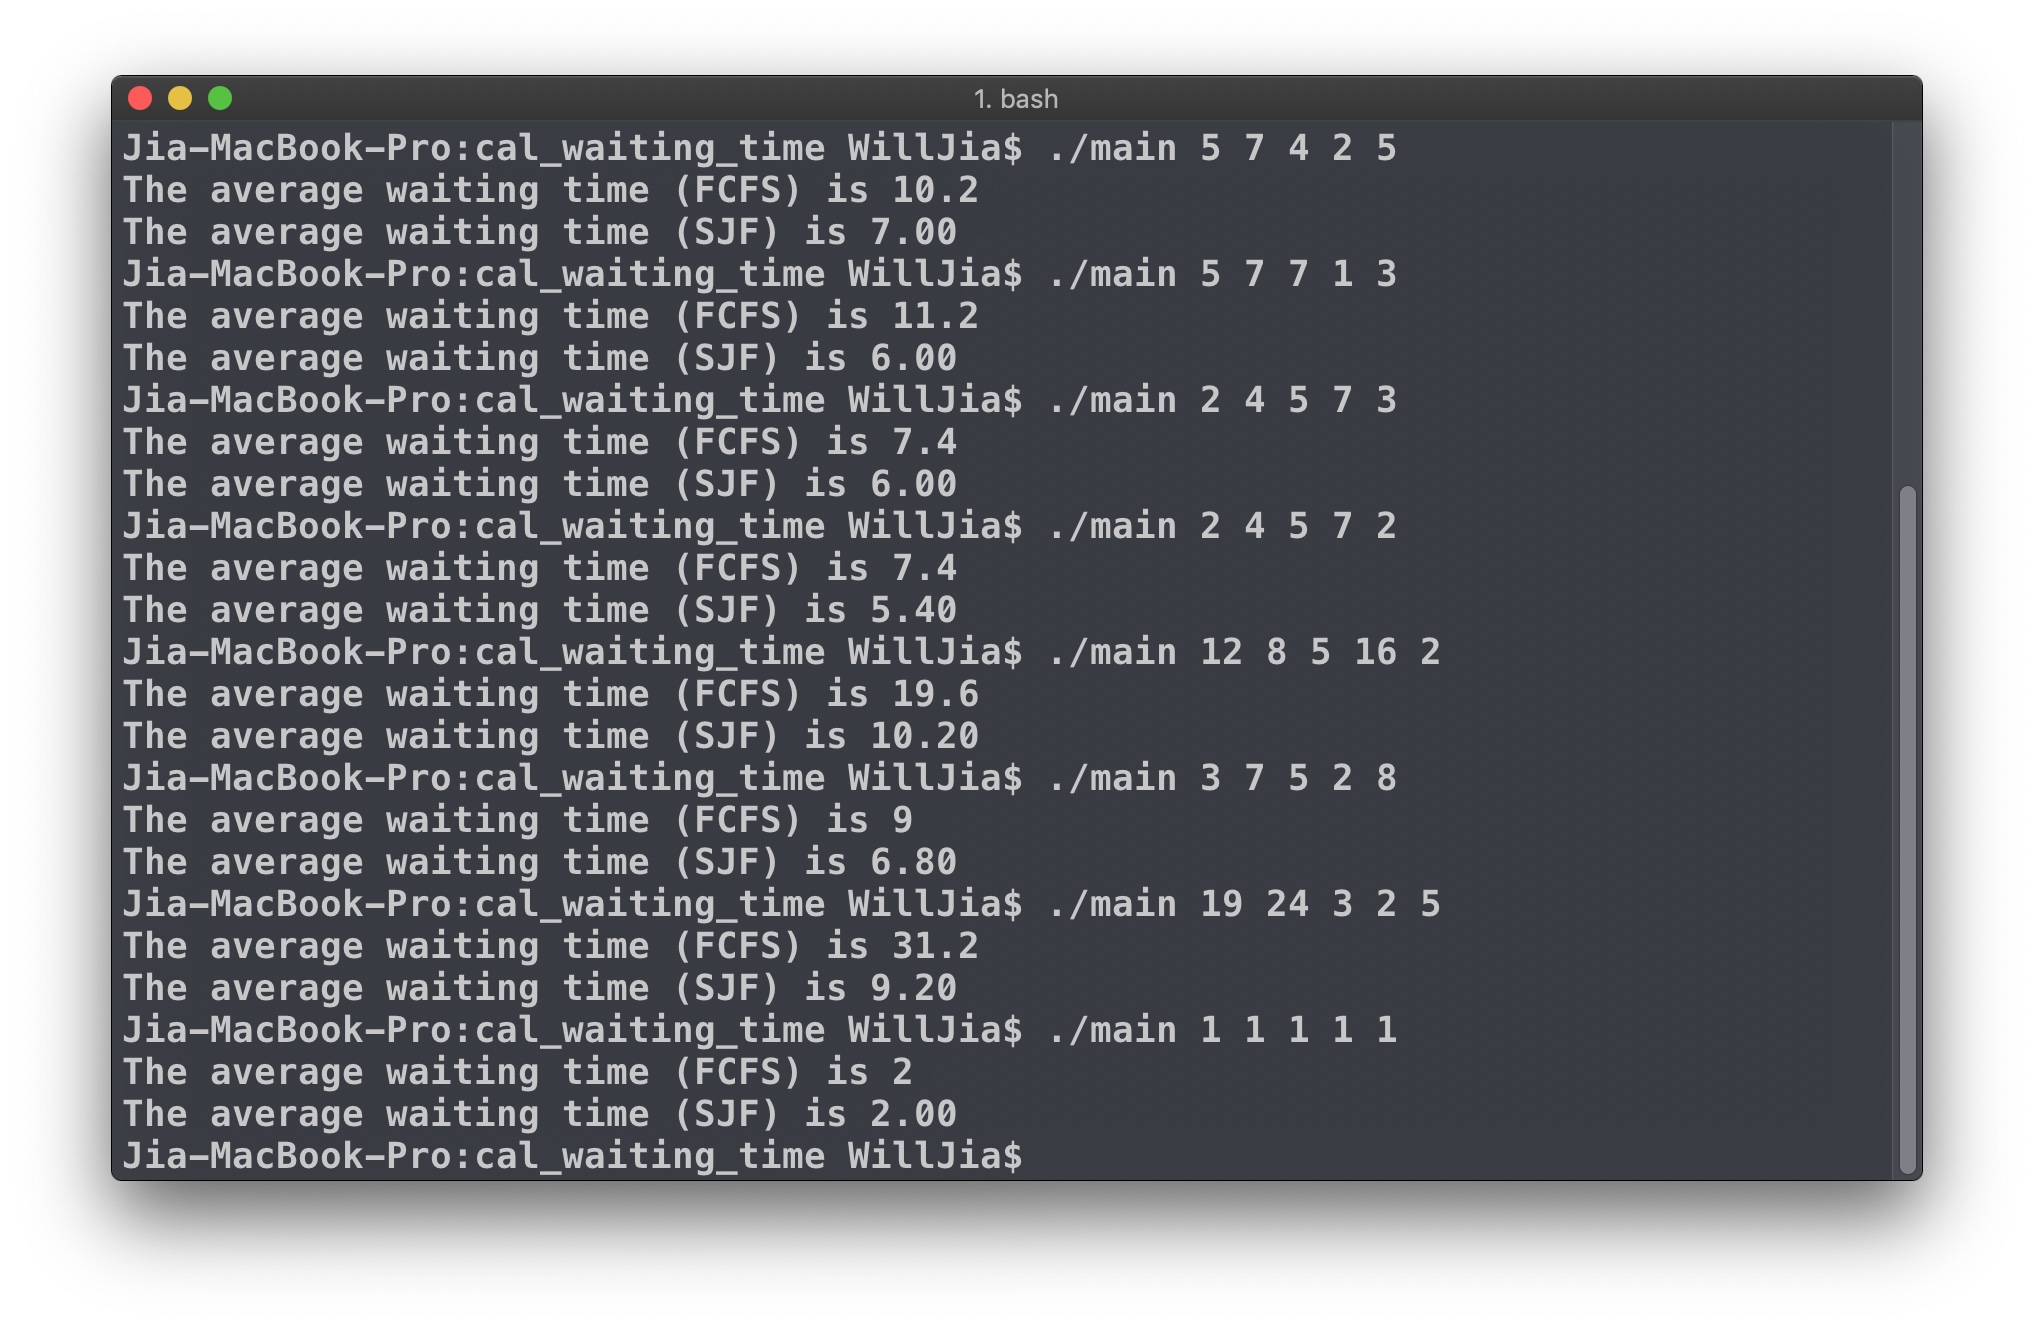 1. bash
Jia-MacBook-Pro:cal_waiting_time WillJia$ ./main 5 7 4 2 5
The average waiting time (FCFS) is 10.2
The average waiting time (SJF) is 7.00
Jia-MacBook-Pro:cal_waiting_time WillJia$ ./main 5 7 7 1 3
The average waiting time (FCFS) is 11.2
The average waiting time (SJF) is 6.00
Jia-MacBook-Pro:cal_waiting_time WillJia$ ./main 2 4 5 7 3
The average waiting time (FCFS) is 7.4
The average waiting time (SJF) is 6.00
Jia-MacBook-Pro:cal_waiting_time WillJia$ ./main 2 4 5 7 2
The average waiting time (FCFS) is 7.4
The average waiting time (SJF) is 5.40
Jia-MacBook-Pro:cal_waiting_time WillJia$ ./main 12 8 5 16 2
The average waiting time (FCFS) is 19.6
The average waiting time (SJF) is 10.20
Jia-MacBook-Pro:cal_waiting_time WillJia$ ./main 3 7 5 2 8
The average waiting time (FCFS) is 9
The average waiting time (SJF) is 6.80
Jia-MacBook-Pro:cal_waiting_time WillJia$ ./main 19 24 3 2 5
The average waiting time (FCFS) is 31.2
The average waiting time (SJF) is 9.20
Jia-MacBook-Pro:cal_waiting_time WillJia$ ./main 1 1 1 1 1
The average waiting time (FCFS) is 2
The average waiting time (SJF) is 2.00
Jia-MacBook-Pro:cal_waiting_time WillJia$